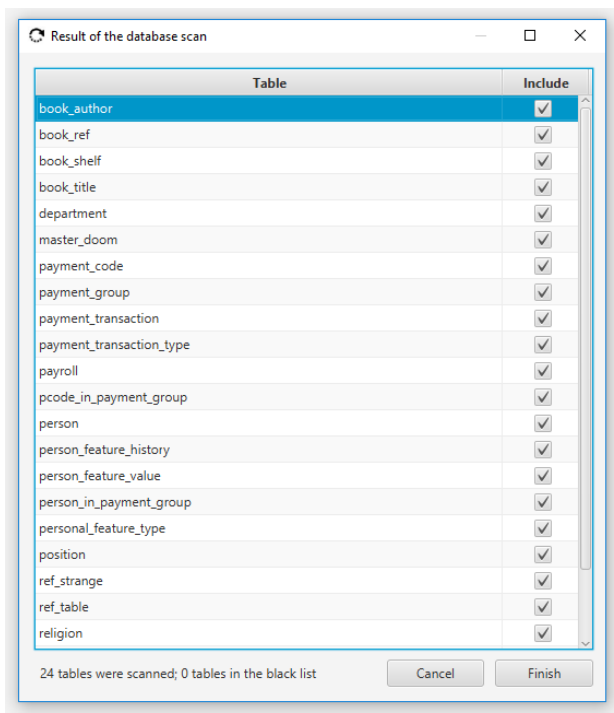 Result of the database scan
Table Include
book_author
book_ref
book_shelf
book_title
department
master_doom
payment_code
payment_group
payment_transaction
payment_transaction_type
payroll
pcode_in_payment_group
person
person_feature_history
person_feature_value
person_in_payment_group
personal_feature_type
position
ref_strange
ref_table
religion
24 tables were scanned; 0 tables in the black list Cancel Finish